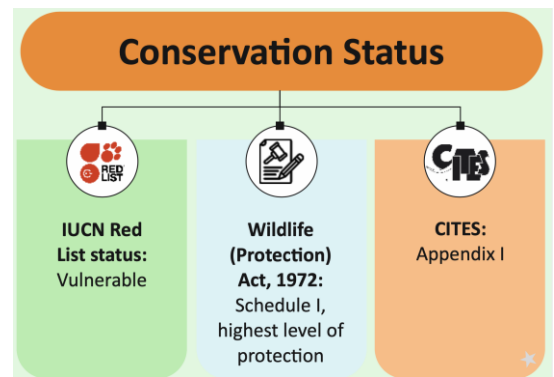 Conservation Status
RED
LIST
CITES
IUCN Red
List status:
Vulnerable
Wildlife
(Protection)
Act, 1972:
Schedule I,
highest level of
protection
CITES:
Appendix I